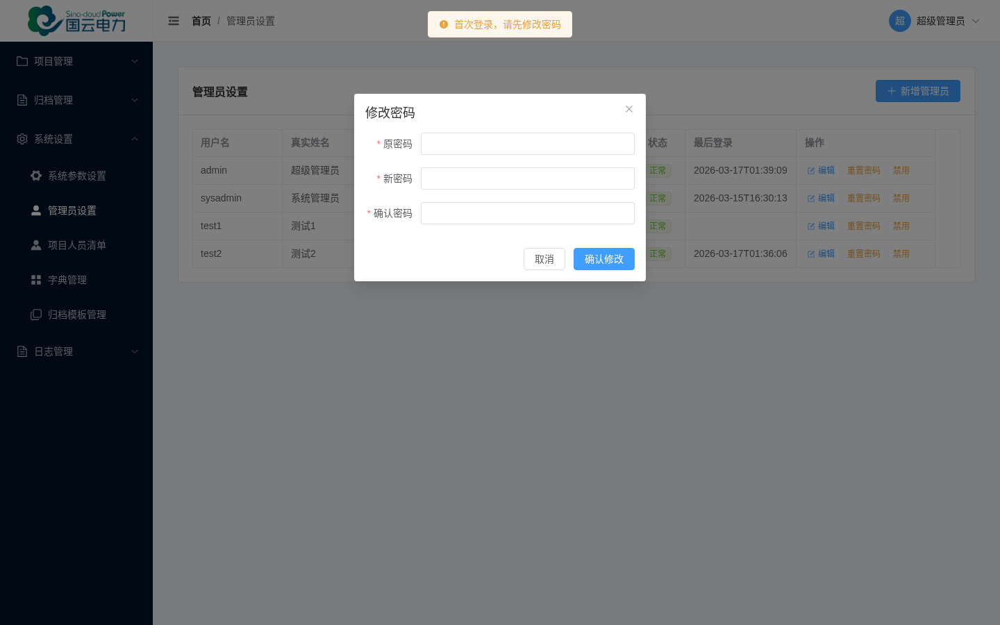 Sino-cloud Power
国云电力
首页 / 管理员设置
首次登录，请先修改密码
超 超级管理员
项目管理
归档管理
系统设置
系统参数设置
管理员设置
项目人员清单
字典管理
归档模板管理
日志管理
管理员设置
新增管理员
用户名 真实姓名 状态 最后登录 操作
admin 超级管理员 正常 2026-03-17T01:39:09 编辑 重置密码 禁用
sysadmin 系统管理员 正常 2026-03-15T16:30:13 编辑 重置密码 禁用
test1 测试1 正常 编辑 重置密码 禁用
test2 测试2 正常 2026-03-17T01:36:06 编辑 重置密码 禁用
修改密码
* 原密码
* 新密码
* 确认密码
取消 确认修改